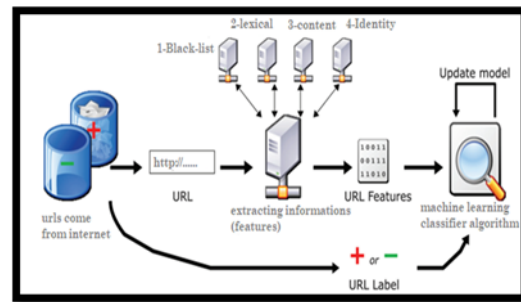 2-lexical
3-content
4-Identity
1-Black-list
Update model
+
-
http://......
10011
00111
11010
URL
URL Features
extracting informations
(features)
urls come
from internet
machine learning
classifier algorithm
+ or -
URL Label